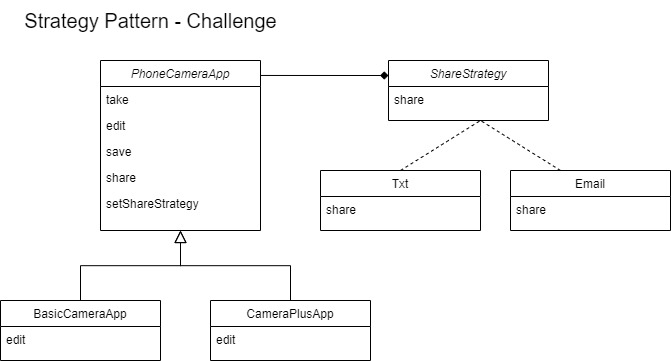 Strategy Pattern - Challenge
PhoneCameraApp
take
edit
save
share
setShareStrategy
ShareStrategy
share
Txt
share
Email
share
BasicCameraApp
edit
CameraPlusApp
edit